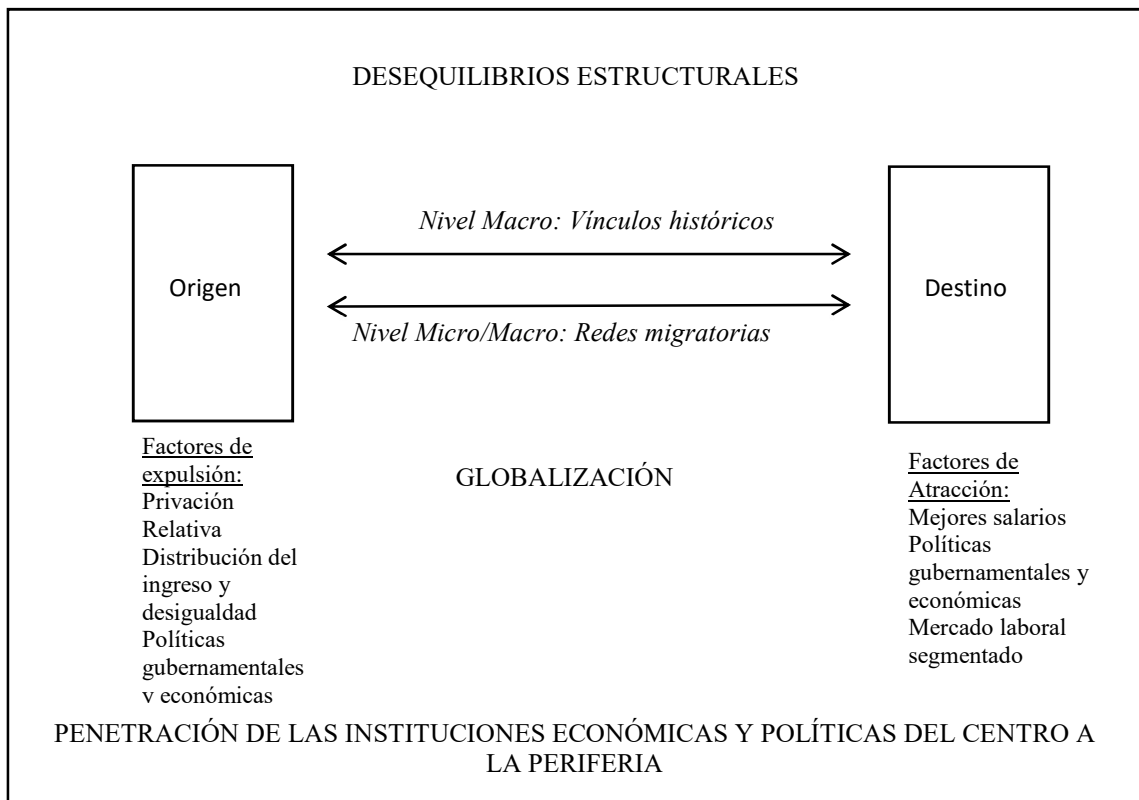 DESEQUILIBRIOS ESTRUCTURALES
Nivel Macro: Vínculos históricos
Origen
Destino
Nivel Micro/Macro: Redes migratorias
Factores de
expulsión:
Privación
Relativa
Distribución del
ingreso y
desigualdad
Políticas
gubernamentales
y económicas
GLOBALIZACIÓN
Factores de
Atracción:
Mejores salarios
Políticas
gubernamentales y
económicas
Mercado laboral
segmentado
PENETRACIÓN DE LAS INSTITUCIONES ECONÓMICAS Y POLÍTICAS DEL CENTRO A
LA PERIFERIA